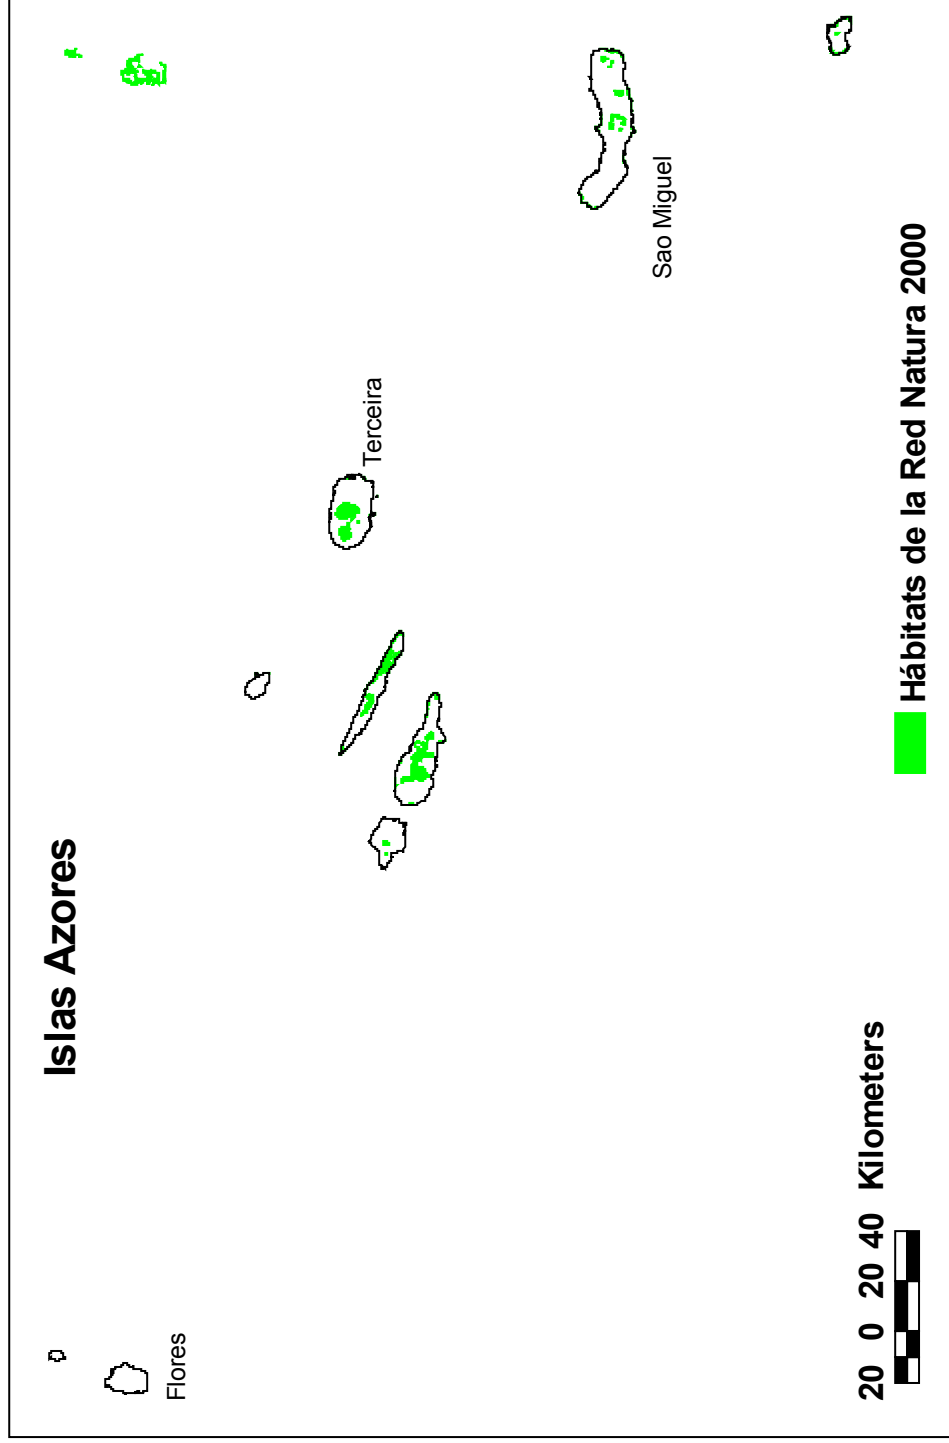 Islas Azores
Flores
Terceira
Sao Miguel
20 0 20 40 Kilometers
Hábitats de la Red Natura 2000